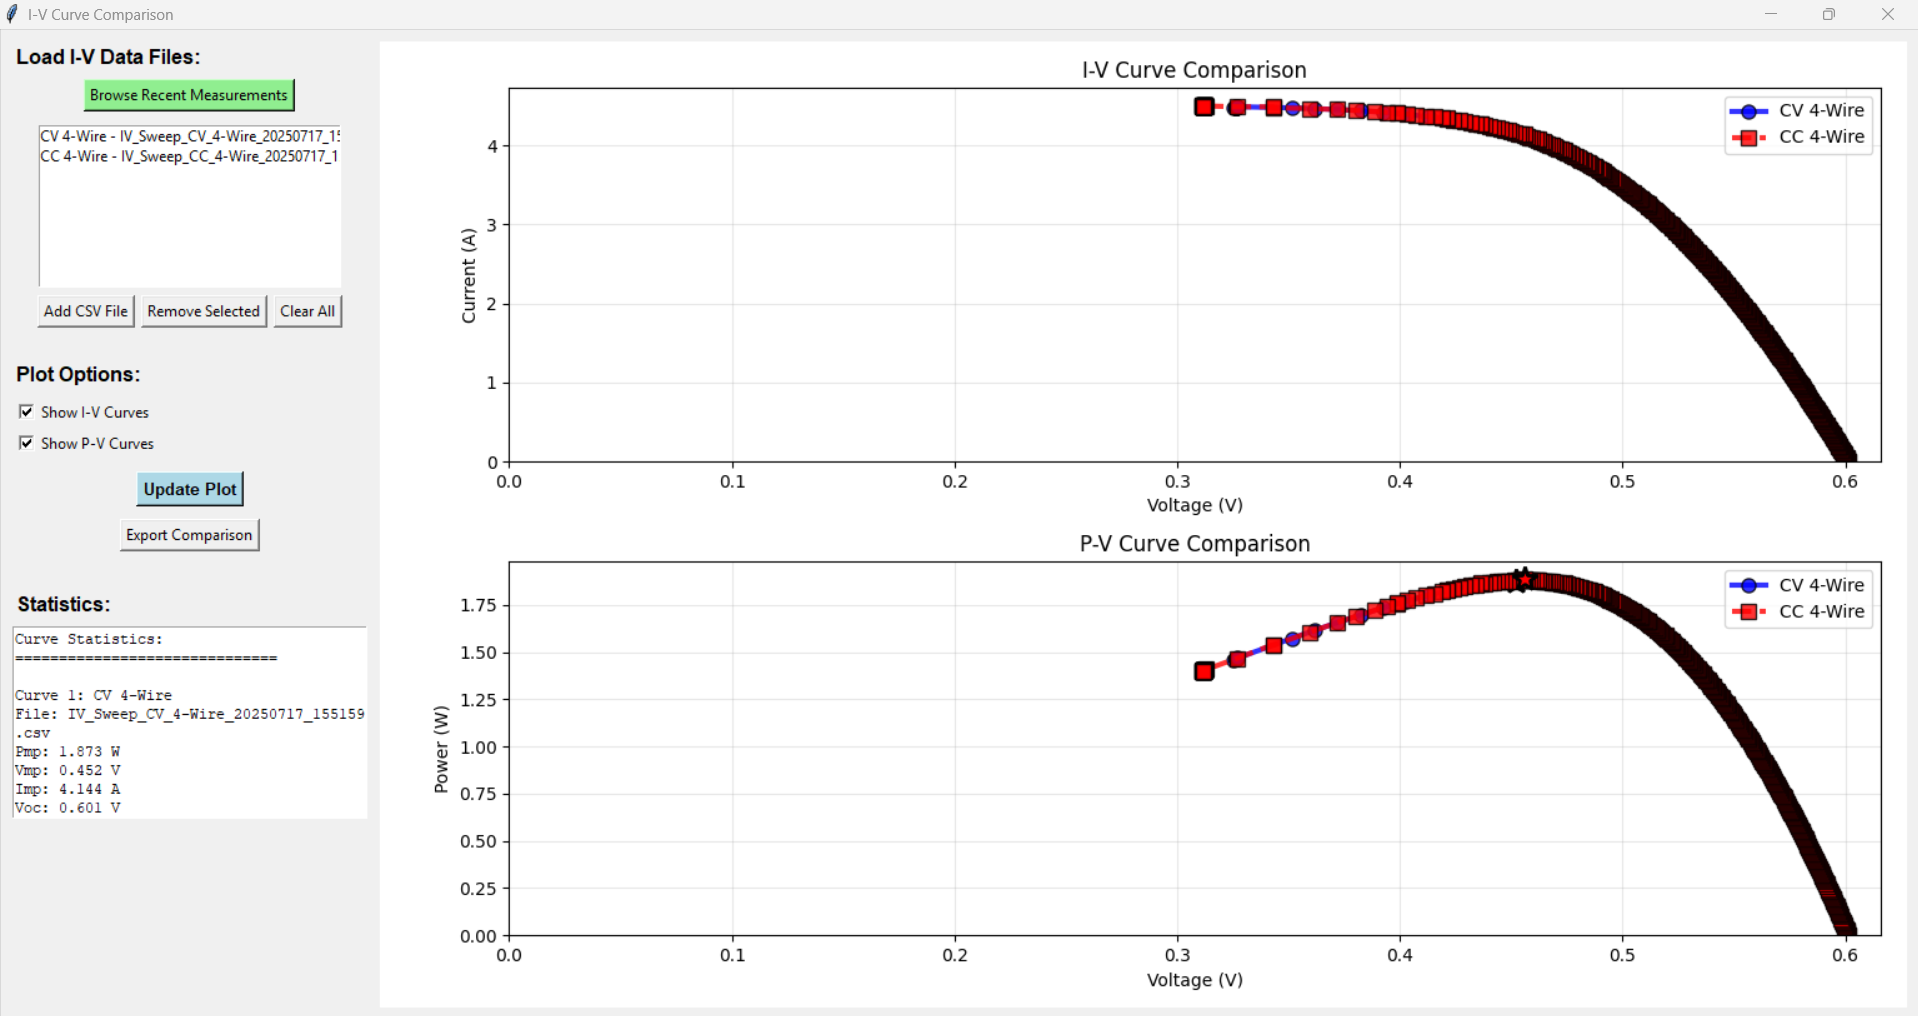 I-V Curve Comparison
Load I-V Data Files:
Browse Recent Measurements
CV 4-Wire - IV_Sweep_CV_4-Wire_20250717_15
CC 4-Wire - IV_Sweep_CC_4-Wire_20250717_1
Add CSV File
Remove Selected
Clear All
Plot Options:
Show I-V Curves
Show P-V Curves
Update Plot
Export Comparison
Statistics:
Curve Statistics:
==============================
Curve 1: CV 4-Wire
File: IV_Sweep_CV_4-Wire_20250717_155159
.csv
Pmp: 1.873 W
Vmp: 0.452 V
Imp: 4.144 A
Voc: 0.601 V
I-V Curve Comparison
CV 4-Wire
CC 4-Wire
Current (A)
4
3
2
1
0
0.0
0.1
0.2
0.3
0.4
0.5
0.6
Voltage (V)
P-V Curve Comparison
CV 4-Wire
CC 4-Wire
Power (W)
1.75
1.50
1.25
1.00
0.75
0.50
0.25
0.00
0.0
0.1
0.2
0.3
0.4
0.5
0.6
Voltage (V)